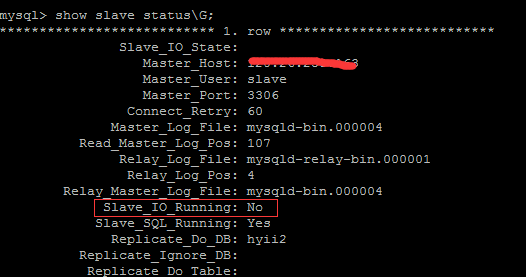 mysql> show slave status\G;
*************************** 1. row ***************************
Slave_IO_State:
Master_Host:
Master_User: slave
Master_Port: 3306
Connect_Retry: 60
Master_Log_File: mysqld-bin.000004
Read_Master_Log_Pos: 107
Relay_Log_File: mysqld-relay-bin.000001
Relay_Log_Pos: 4
Relay_Master_Log_File: mysqld-bin.000004
Slave_IO_Running: No
Slave_SQL_Running: Yes
Replicate_Do_DB: hyii2
Replicate_Ignore_DB:
Replicate_Do_Table: